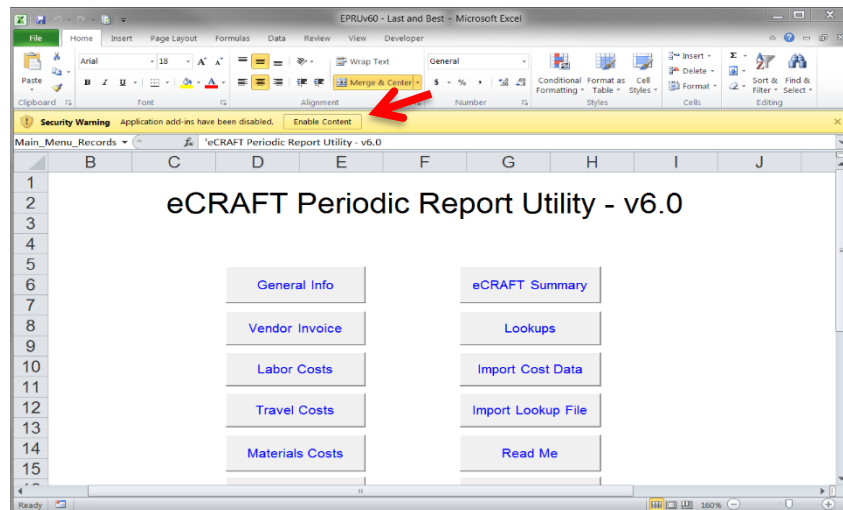 EPRUv60 - Last and Best - Microsoft Excel
File Home Insert Page Layout Formulas Data Review View Developer
Arial 18 A A Wrap Text General Insert Σ
Paste B I U A Merge & Center $ % , Conditional Formatting Format as Table Cell Styles Delete Format Sort & Filter Find & Select
Clipboard Font Alignment Number Styles Cells Editing
Security Warning Application add-ins have been disabled. Enable Content
Main_Menu_Records fx 'eCRAFT Periodic Report Utility - v6.0
B C D E F G H I J
1
2 eCRAFT Periodic Report Utility - v6.0
3
4
5
6 General Info eCRAFT Summary
7
8 Vendor Invoice Lookups
9
10 Labor Costs Import Cost Data
11
12 Travel Costs Import Lookup File
13
14 Materials Costs Read Me
15
Ready 160%